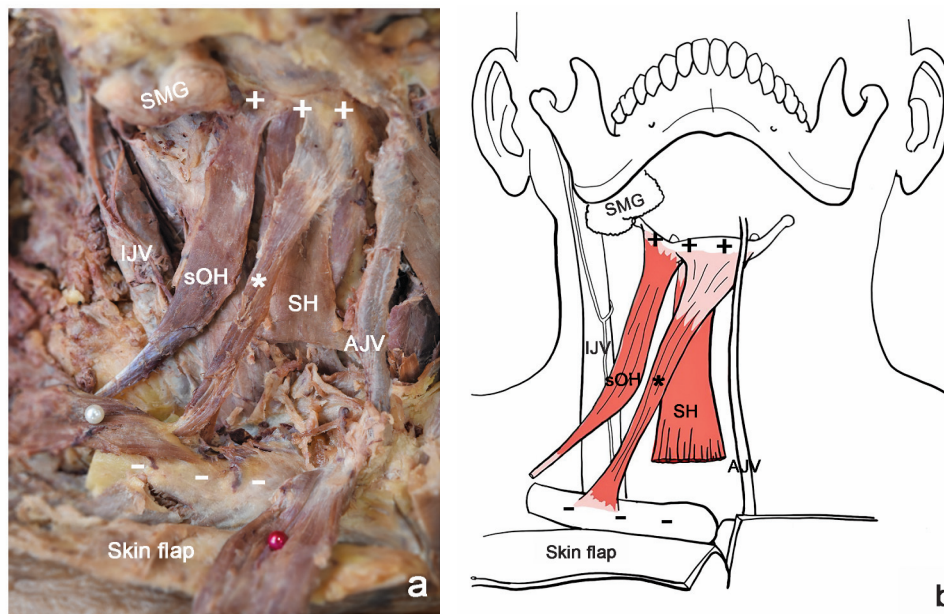 SMG
+ + +
IJV
sOH
*
SH
AJV
- - -
Skin flap
a
SMG
+ + +
IJV
sOH
*
SH
AJV
- - -
Skin flap
b